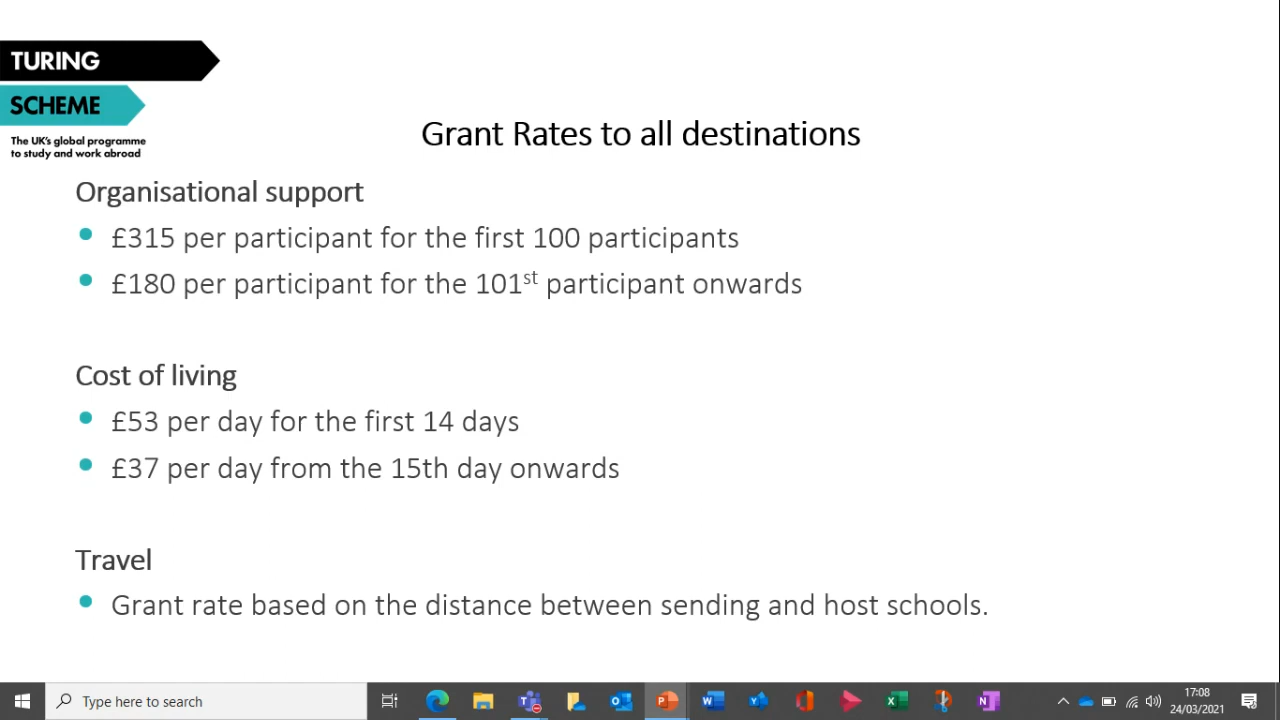 TURING
SCHEME
The UK's global programme
to study and work abroad
Grant Rates to all destinations
Organisational support
£315 per participant for the first 100 participants
£180 per participant for the 101st participant onwards
Cost of living
£53 per day for the first 14 days
£37 per day from the 15th day onwards
Travel
Grant rate based on the distance between sending and host schools.
Type here to search
17:08
24/03/2021